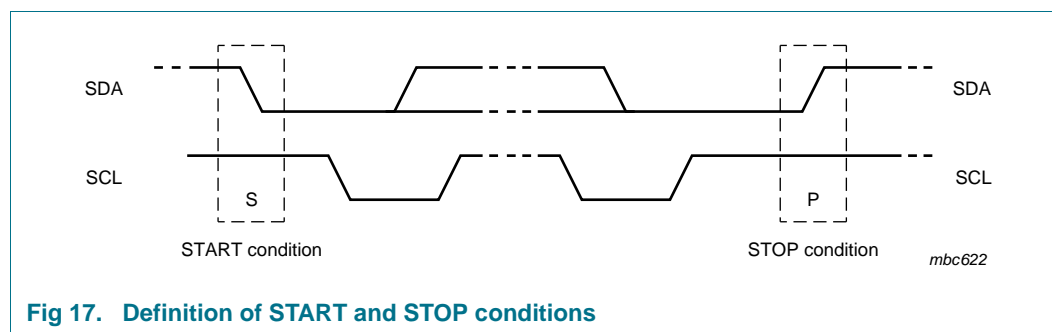 SDA
SDA
SCL
SCL
S
P
START condition
STOP condition
mbc622
Fig 17. Definition of START and STOP conditions